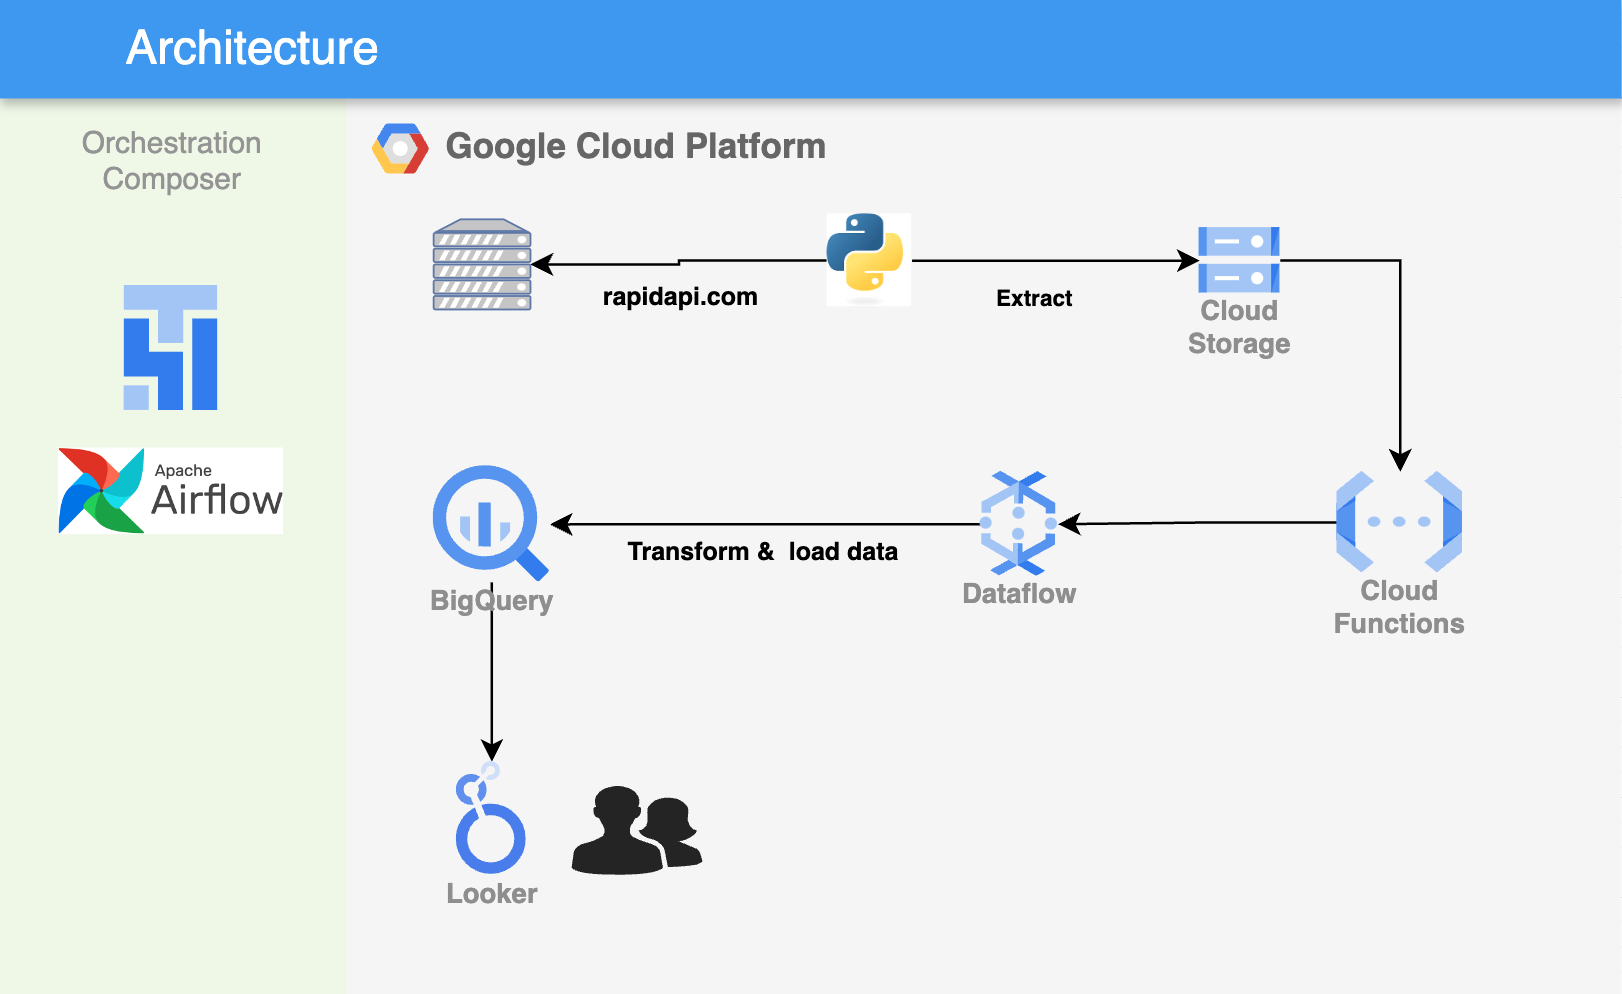 Architecture
Orchestration
Composer
Apache
Airflow
Google Cloud Platform
rapidapi.com
Extract
Cloud
Storage
BigQuery
Transform &  load data
Dataflow
Cloud
Functions
Looker